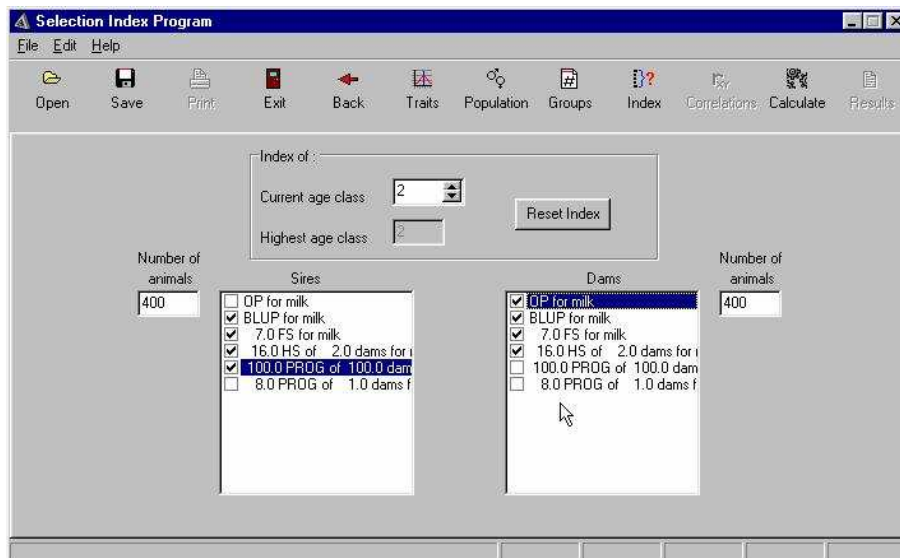 Selection Index Program
File Edit Help
Open Save Print Exit Back Traits Population Groups Index Correlations Calculate Results
Index of :
Current age class 2
Reset Index
Highest age class 2
Number of animals
400
Sires
OP for milk
BLUP for milk
7.0 FS for milk
16.0 HS of 2.0 dams for
100.0 PROG of 100.0 dam
8.0 PROG of 1.0 dams f
Dams
OP for milk
BLUP for milk
7.0 FS for milk
16.0 HS of 2.0 dams for
100.0 PROG of 100.0 dam
8.0 PROG of 1.0 dams f
Number of animals
400